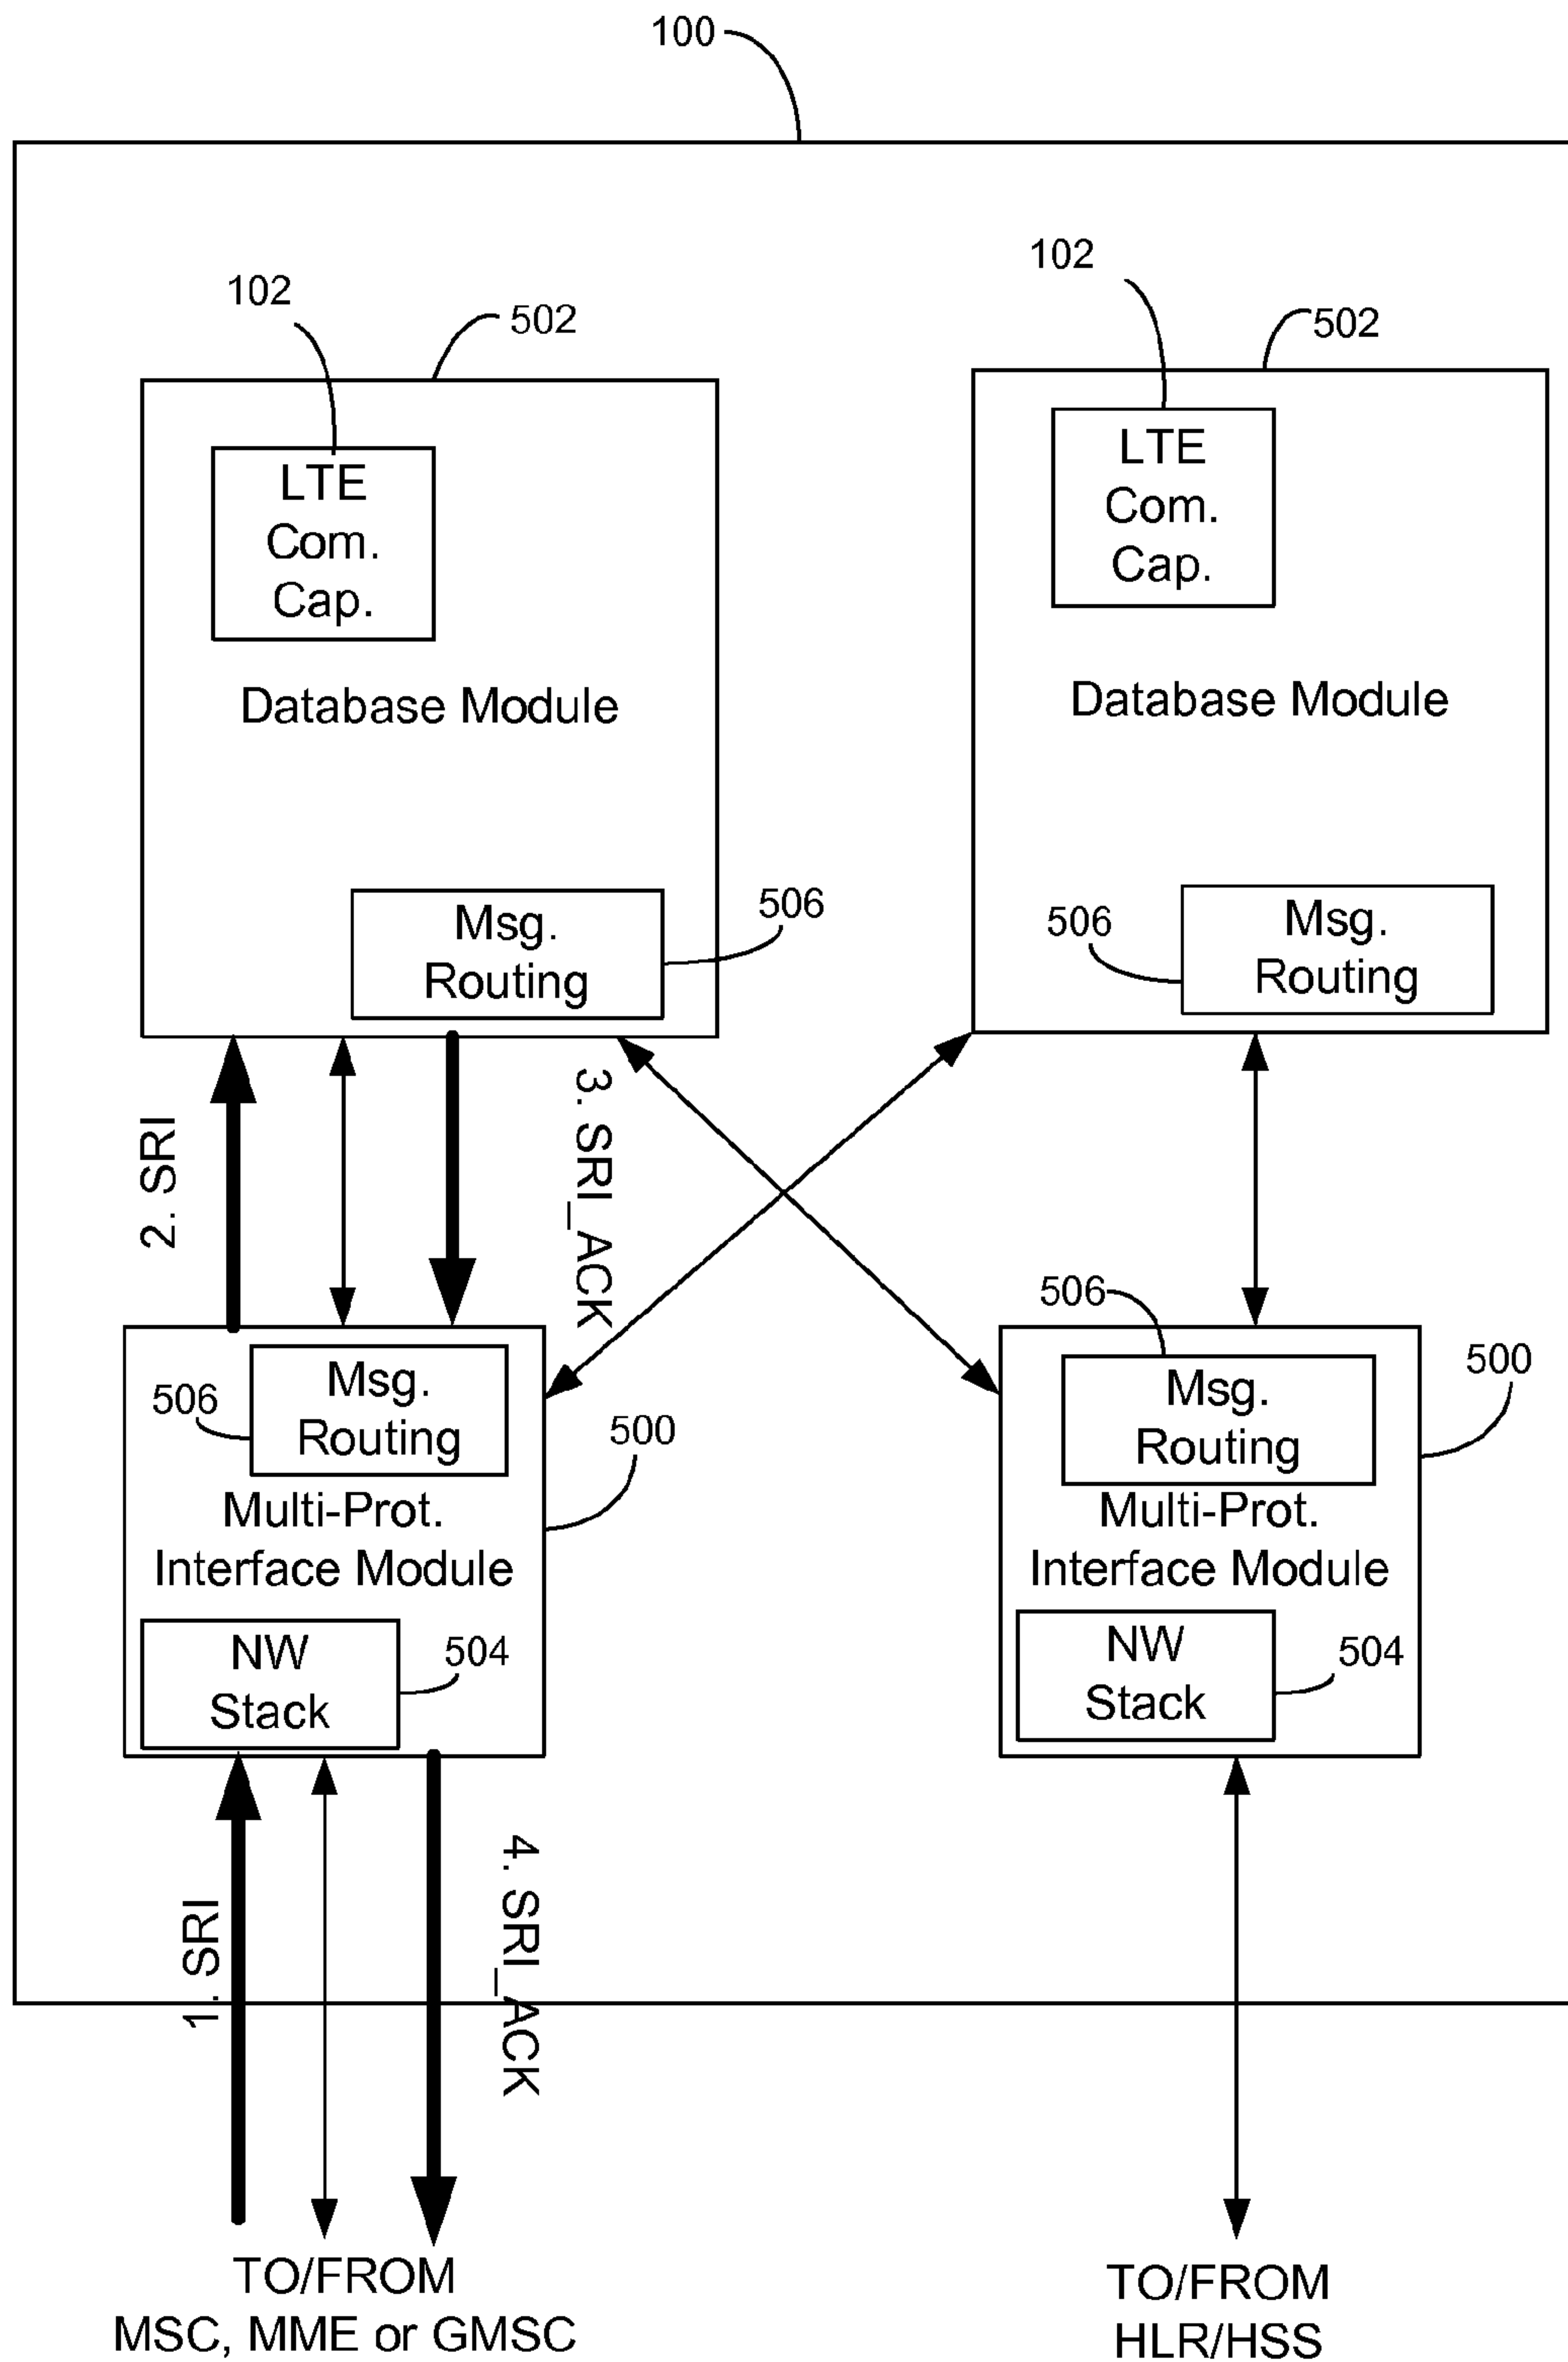 100
102
502
102
502
LTE
Com.
Cap.
LTE
Com.
Cap.
Database Module
Database Module
Msg.
Routing
506
506
Msg.
Routing
2. SRI
3. SRI_ACK
506
Msg.
Routing
500
Multi-Prot.
Interface Module
NW
Stack
504
506
Msg.
Routing
500
Multi-Prot.
Interface Module
NW
Stack
504
1. SRI
4. SRI_ACK
TO/FROM
MSC, MME or GMSC
TO/FROM
HLR/HSS